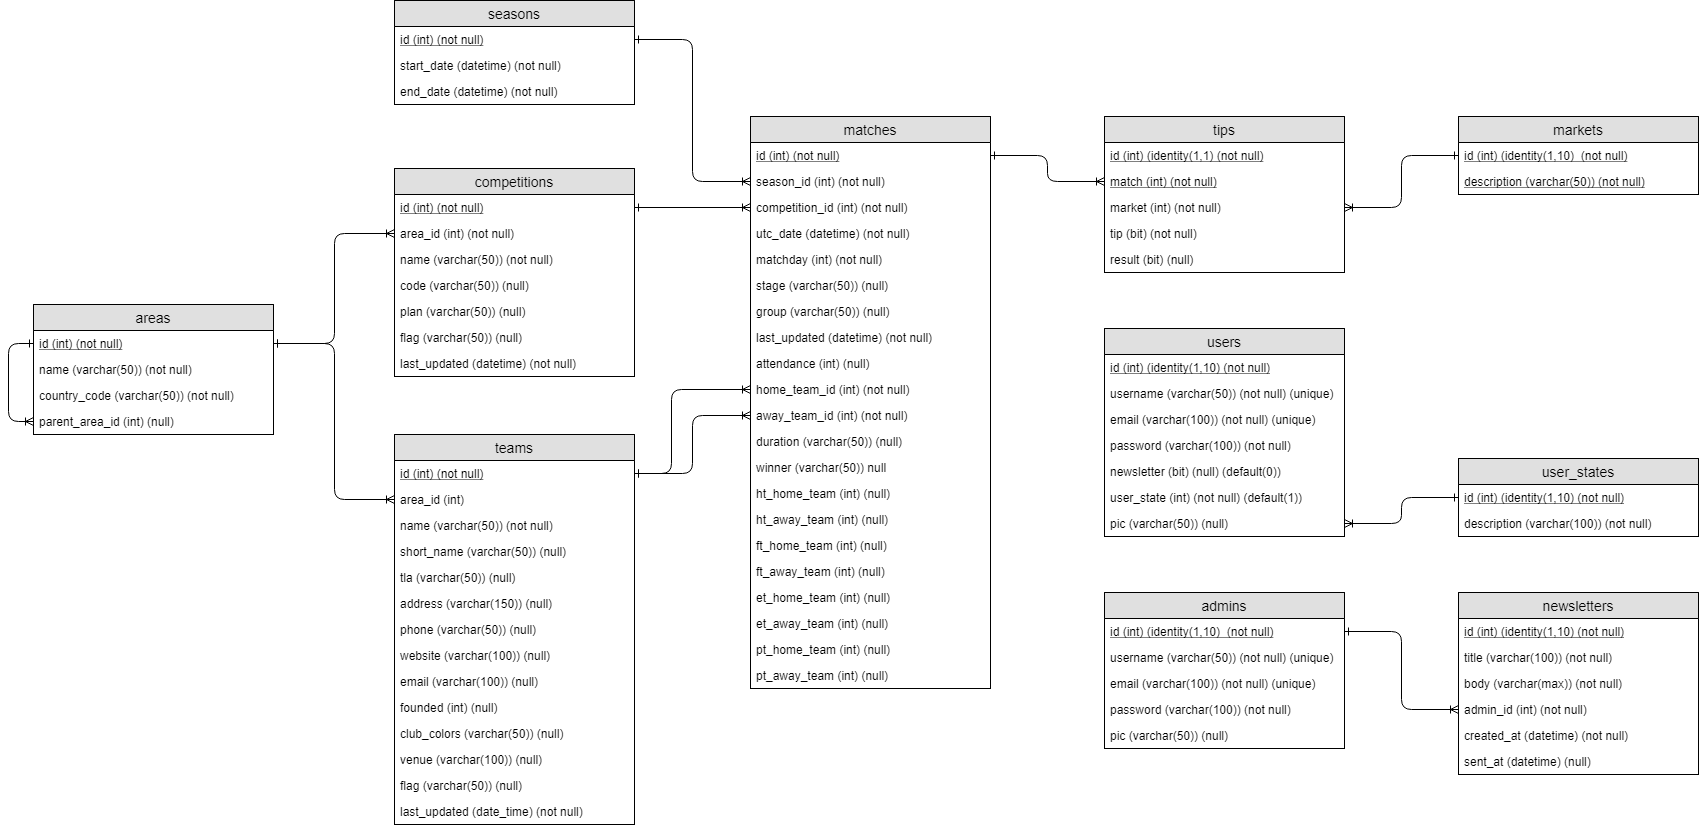 seasons
id (int) (not null)
start_date (datetime) (not null)
end_date (datetime) (not null)
competitions
id (int) (not null)
area_id (int) (not null)
name (varchar(50)) (not null)
code (varchar(50)) (null)
plan (varchar(50)) (null)
flag (varchar(50)) (null)
last_updated (datetime) (not null)
areas
id (int) (not null)
name (varchar(50)) (not null)
country_code (varchar(50)) (not null)
parent_area_id (int) (null)
teams
id (int) (not null)
area_id (int)
name (varchar(50)) (not null)
short_name (varchar(50)) (null)
tla (varchar(50)) (null)
address (varchar(150)) (null)
phone (varchar(50)) (null)
website (varchar(100)) (null)
email (varchar(100)) (null)
founded (int) (null)
club_colors (varchar(50)) (null)
venue (varchar(100)) (null)
flag (varchar(50)) (null)
last_updated (date_time) (not null)
matches
id (int) (not null)
season_id (int) (not null)
competition_id (int) (not null)
utc_date (datetime) (not null)
matchday (int) (not null)
stage (varchar(50)) (null)
group (varchar(50)) (null)
last_updated (datetime) (not null)
attendance (int) (null)
home_team_id (int) (not null)
away_team_id (int) (not null)
duration (varchar(50)) (null)
winner (varchar(50)) null
ht_home_team (int) (null)
ht_away_team (int) (null)
ft_home_team (int) (null)
ft_away_team (int) (null)
et_home_team (int) (null)
et_away_team (int) (null)
pt_home_team (int) (null)
pt_away_team (int) (null)
tips
id (int) (identity(1,1) (not null)
match (int) (not null)
market (int) (not null)
tip (bit) (not null)
result (bit) (null)
markets
id (int) (identity(1,10)  (not null)
description (varchar(50)) (not null)
users
id (int) (identity(1,10) (not null)
username (varchar(50)) (not null) (unique)
email (varchar(100)) (not null) (unique)
password (varchar(100)) (not null)
newsletter (bit) (null) (default(0))
user_state (int) (not null) (default(1))
pic (varchar(50)) (null)
user_states
id (int) (identity(1,10) (not null)
description (varchar(100)) (not null)
admins
id (int) (identity(1,10)  (not null)
username (varchar(50)) (not null) (unique)
email (varchar(100)) (not null) (unique)
password (varchar(100)) (not null)
pic (varchar(50)) (null)
newsletters
id (int) (identity(1,10) (not null)
title (varchar(100)) (not null)
body (varchar(max)) (not null)
admin_id (int) (not null)
created_at (datetime) (not null)
sent_at (datetime) (null)